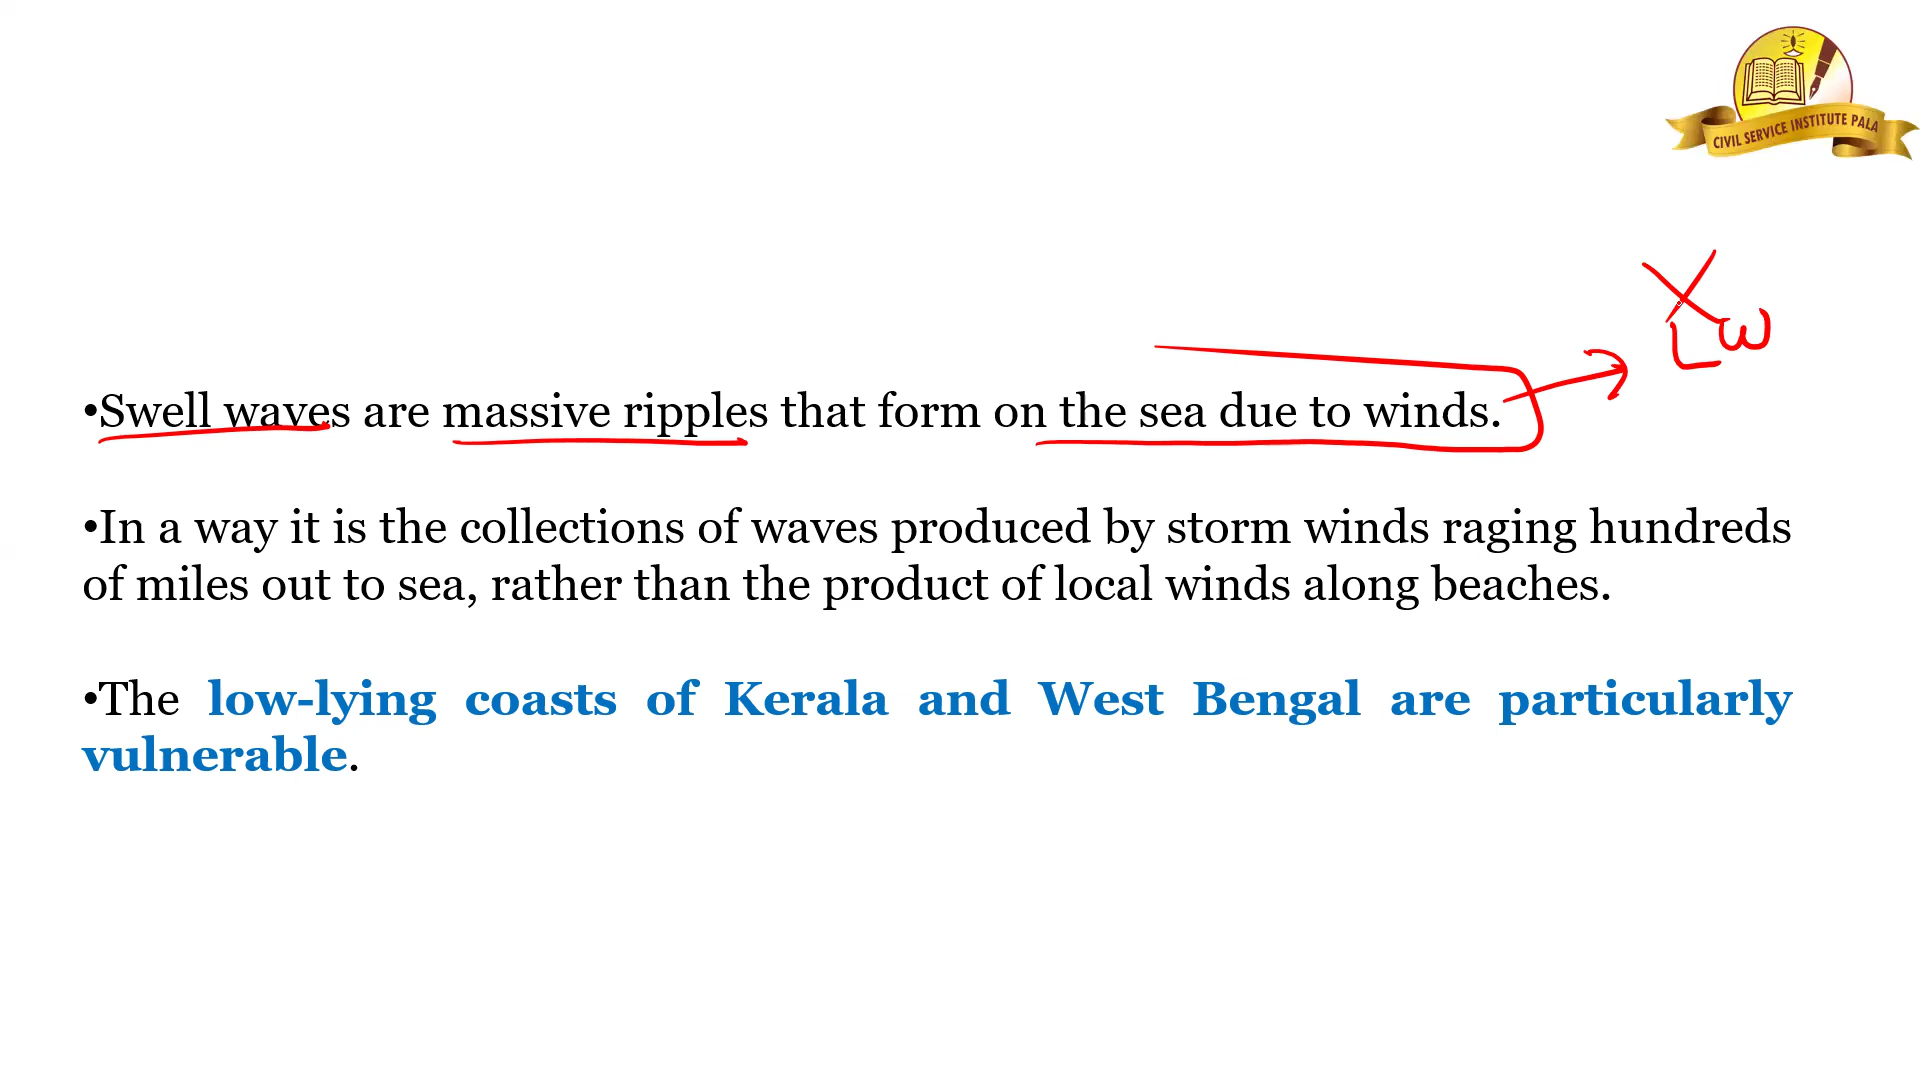 CIVIL SERVICE INSTITUTE PALA
LW
•Swell waves are massive ripples that form on the sea due to winds.
•In a way it is the collections of waves produced by storm winds raging hundreds
of miles out to sea, rather than the product of local winds along beaches.
•The low-lying coasts of Kerala and West Bengal are particularly
vulnerable.